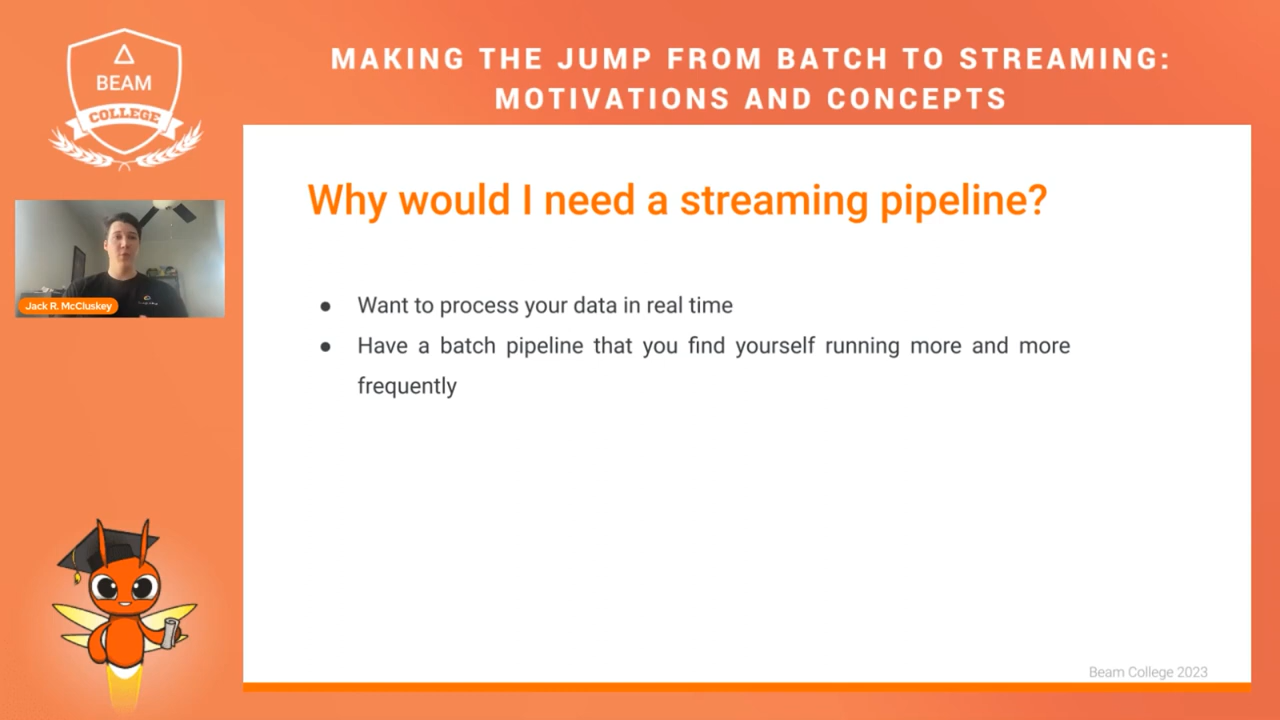 BEAM
COLLEGE
MAKING THE JUMP FROM BATCH TO STREAMING:
MOTIVATIONS AND CONCEPTS
Jack R. McCluskey
Why would I need a streaming pipeline?
● Want to process your data in real time
● Have a batch pipeline that you find yourself running more and more
frequently
Beam College 2023